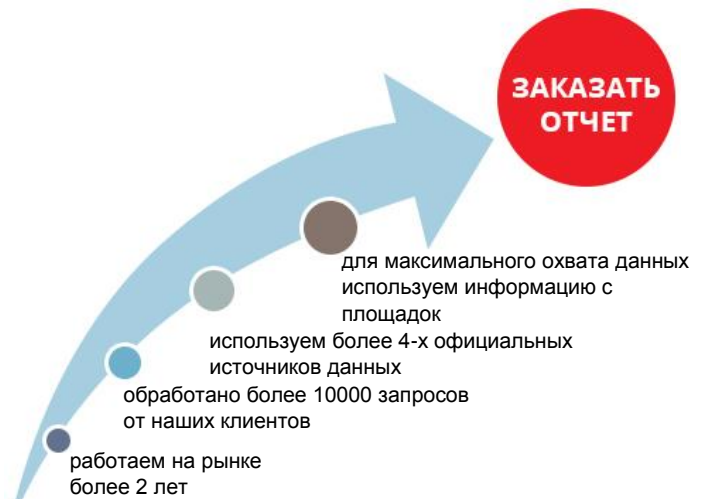 ЗАКАЗАТЬ
ОТЧЕТ
для максимального охвата данных
используем информацию с
площадок
используем более 4-х официальных
источников данных
обработано более 10000 запросов
от наших клиентов
работаем на рынке
более 2 лет